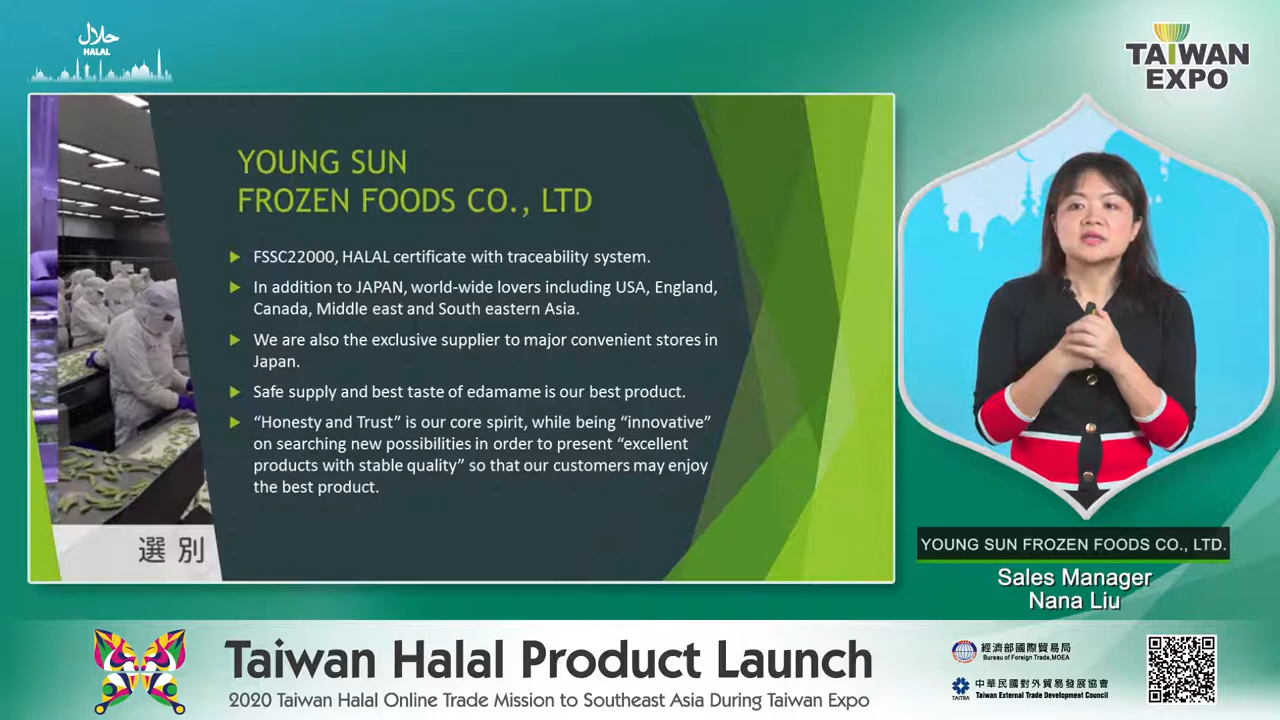 حلال
HALAL
TAIWAN
EXPO
YOUNG SUN
FROZEN FOODS CO., LTD
FSSC22000, HALAL certificate with traceability system.
In addition to JAPAN, world-wide lovers including USA, England,
Canada, Middle east and South eastern Asia.
We are also the exclusive supplier to major convenient stores in
Japan.
Safe supply and best taste of edamame is our best product.
“Honesty and Trust” is our core spirit, while being “innovative”
on searching new possibilities in order to present “excellent
products with stable quality” so that our customers may enjoy
the best product.
選別
YOUNG SUN FROZEN FOODS CO., LTD.
Sales Manager
Nana Liu
Taiwan Halal Product Launch
2020 Taiwan Halal Online Trade Mission to Southeast Asia During Taiwan Expo
經濟部國際貿易局
Bureau of Foreign Trade,MOEA
TAITRA
中華民國對外貿易發展協會
Taiwan External Trade Development Council